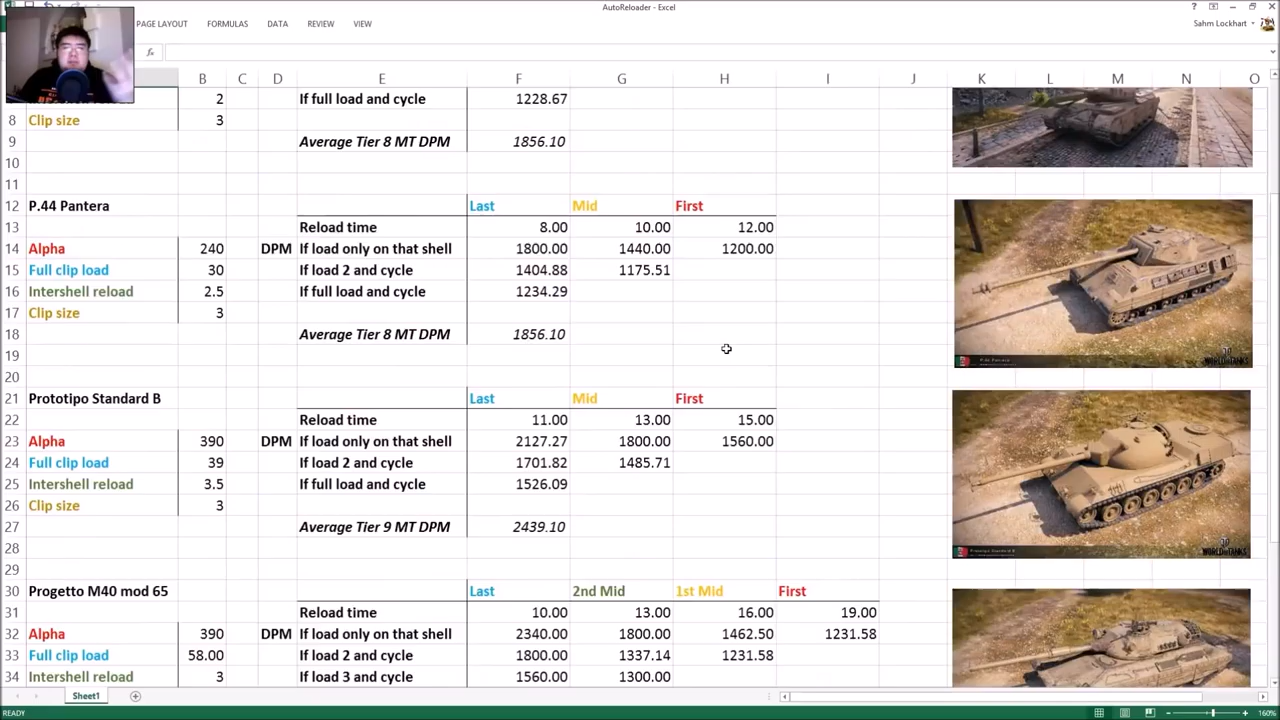 AutoReloader - Excel
PAGE LAYOUT FORMULAS DATA REVIEW VIEW
Sahm Lockhart
B C D E F G H I J K L M N O
2 If full load and cycle 1228.67
8 Clip size 3
9 Average Tier 8 MT DPM 1856.10
10
11
12 P.44 Pantera Last Mid First
13 Reload time 8.00 10.00 12.00
14 Alpha 240 DPM If load only on that shell 1800.00 1440.00 1200.00
15 Full clip load 30 If load 2 and cycle 1404.88 1175.51
16 Intershell reload 2.5 If full load and cycle 1234.29
17 Clip size 3
18 Average Tier 8 MT DPM 1856.10
19
20
21 Prototipo Standard B Last Mid First
22 Reload time 11.00 13.00 15.00
23 Alpha 390 DPM If load only on that shell 2127.27 1800.00 1560.00
24 Full clip load 39 If load 2 and cycle 1701.82 1485.71
25 Intershell reload 3.5 If full load and cycle 1526.09
26 Clip size 3
27 Average Tier 9 MT DPM 2439.10
28
29
30 Progetto M40 mod 65 Last 2nd Mid 1st Mid First
31 Reload time 10.00 13.00 16.00 19.00
32 Alpha 390 DPM If load only on that shell 2340.00 1800.00 1462.50 1231.58
33 Full clip load 58.00 If load 2 and cycle 1800.00 1337.14 1231.58
34 Intershell reload 3 If load 3 and cycle 1560.00 1300.00
Sheet1
READY 160%